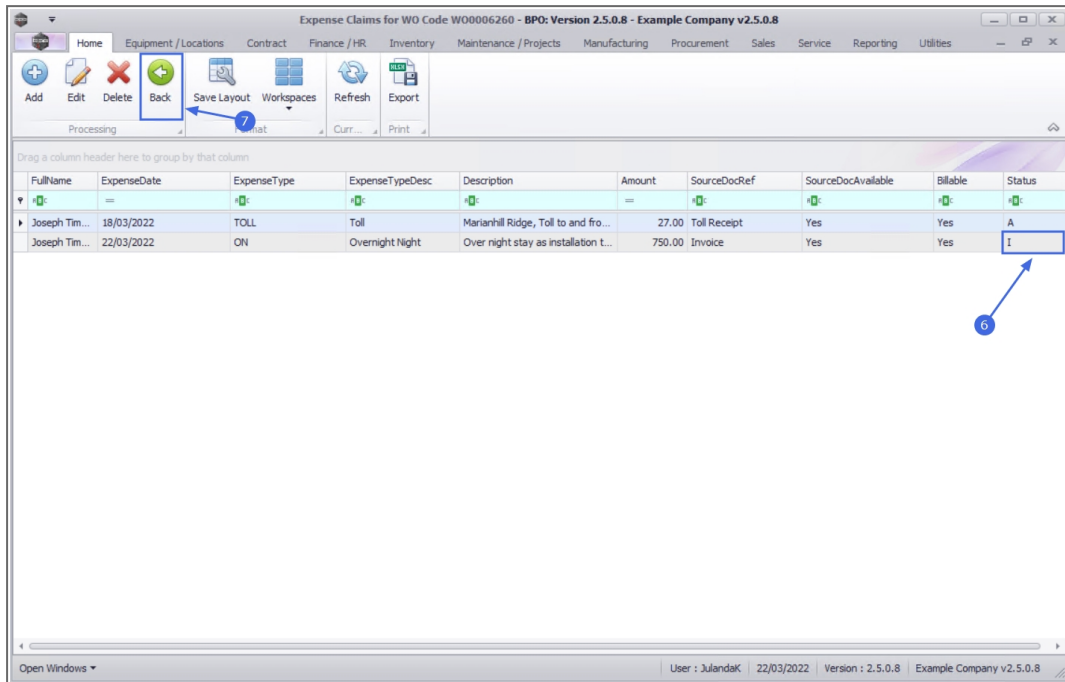 Expense Claims for WO Code WO0006260 - BPO: Version 2.5.0.8 - Example Company v2.5.0.8
Home Equipment / Locations Contract Finance / HR Inventory Maintenance / Projects Manufacturing Procurement Sales Service Reporting Utilities
Add Edit Delete Back Save Layout Workspaces Refresh Export
7
Processing Format Curr... Print
Drag a column header here to group by that column
FullName ExpenseDate ExpenseType ExpenseTypeDesc Description Amount SourceDocRef SourceDocAvailable Billable Status
Joseph Tim... 18/03/2022 TOLL Toll Marianhill Ridge, Toll to and fro... 27.00 Toll Receipt Yes Yes A
Joseph Tim... 22/03/2022 ON Overnight Night Over night stay as installation t... 750.00 Invoice Yes Yes I
6
Open Windows User : JulandaK 22/03/2022 Version : 2.5.0.8 Example Company v2.5.0.8